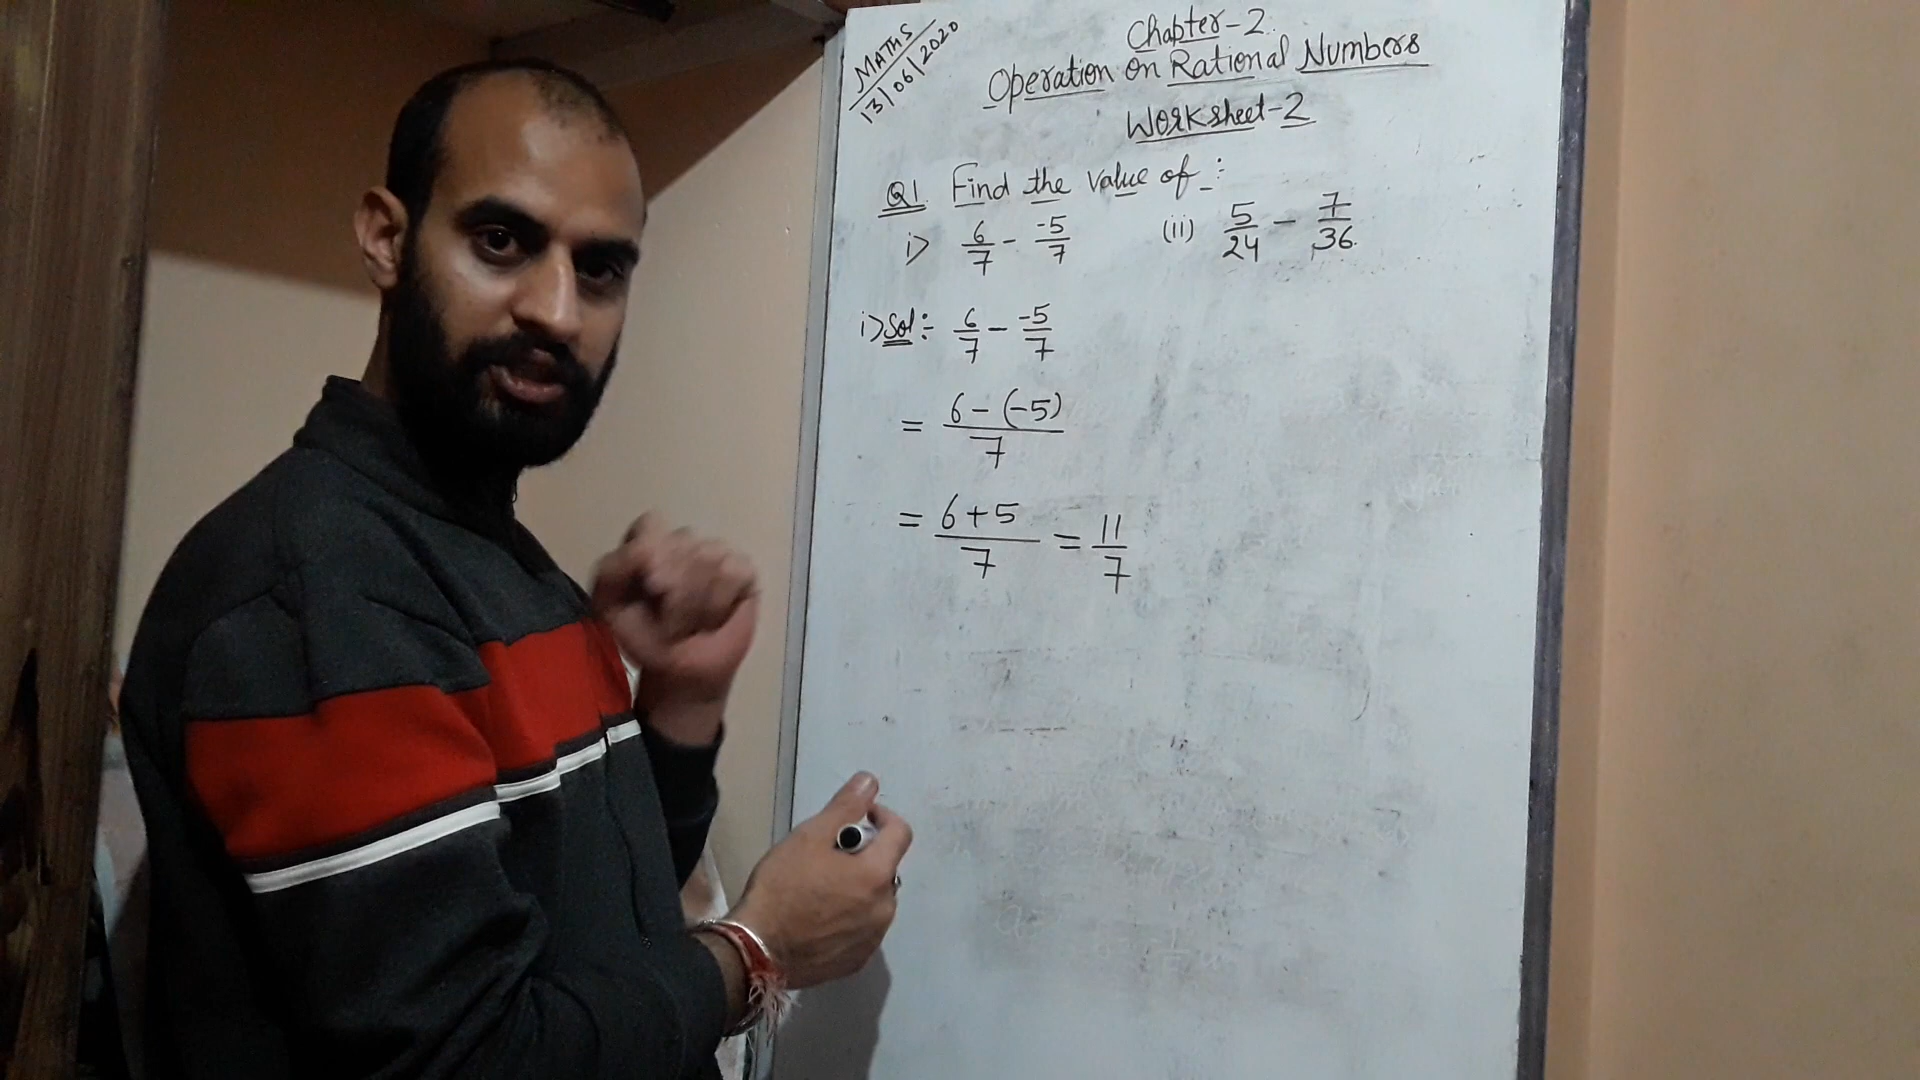 MATHS
13/06/2020
Chapter-2.
Operation on Rational Numbers
Worksheet-2
Q1. Find the value of :
i) 6/7 - -5/7 (ii) 5/24 - 7/36.
i) Sol: 6/7 - -5/7
= 6-(-5)/7
= 6+5/7 = 11/7